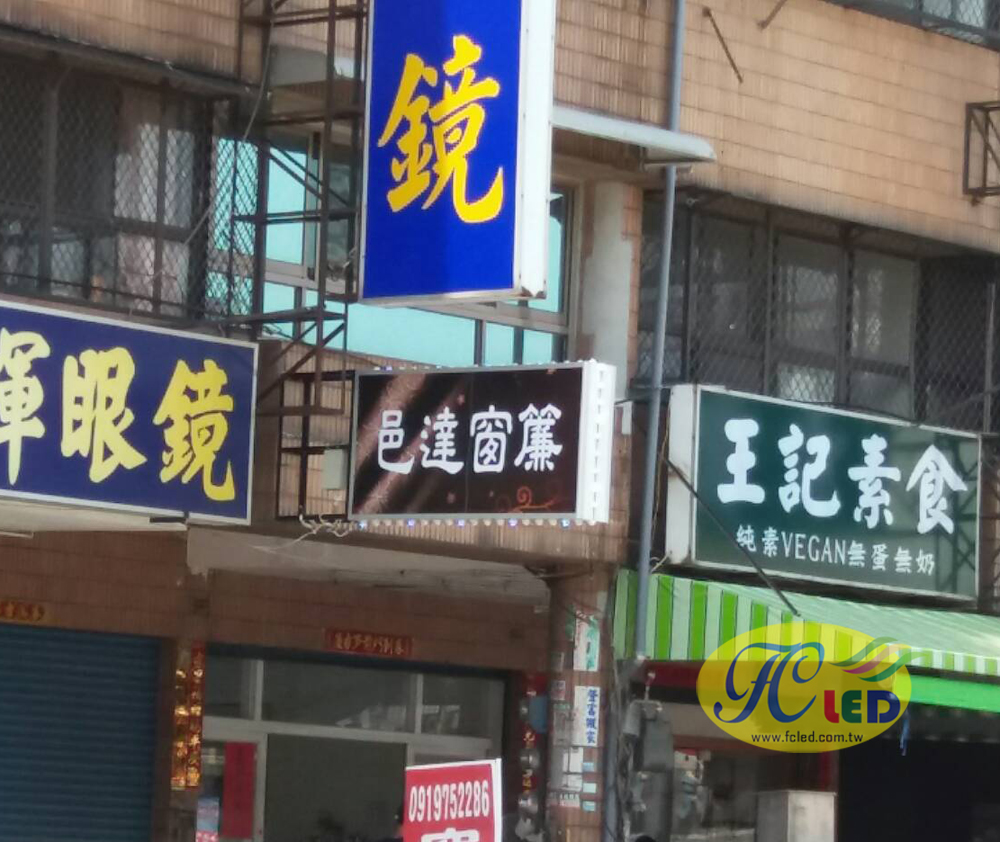 鏡
輝眼鏡
邑達窗簾
王記素食
純素VEGAN無蛋無奶
FC LED
www.fcled.com.tw
0919752286